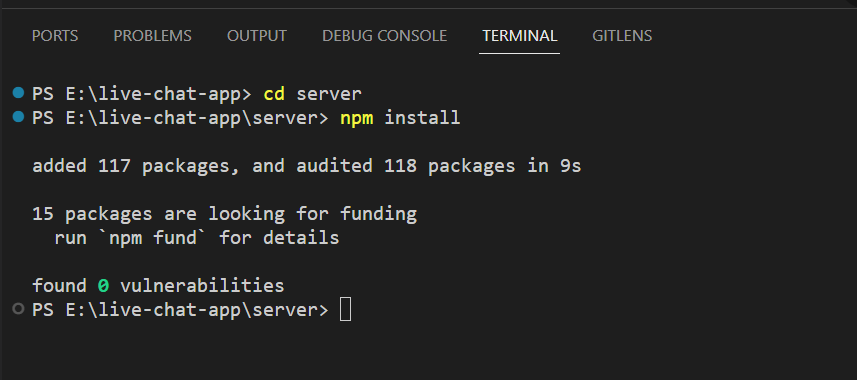 PORTS PROBLEMS OUTPUT DEBUG CONSOLE TERMINAL GITLENS
PS E:\live-chat-app> cd server
PS E:\live-chat-app\server> npm install
added 117 packages, and audited 118 packages in 9s
15 packages are looking for funding
  run `npm fund` for details
found 0 vulnerabilities
PS E:\live-chat-app\server>